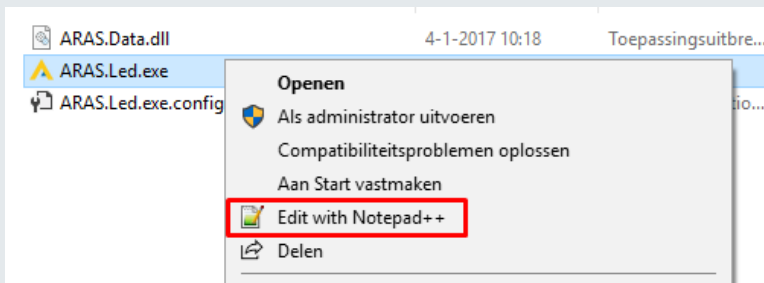 ARAS.Data.dll 4-1-2017 10:18 Toepassingsuitbre...
ARAS.Led.exe
Openen
ARAS.Led.exe.config tio...
Als administrator uitvoeren
Compatibiliteitsproblemen oplossen
Aan Start vastmaken
Edit with Notepad++
Delen